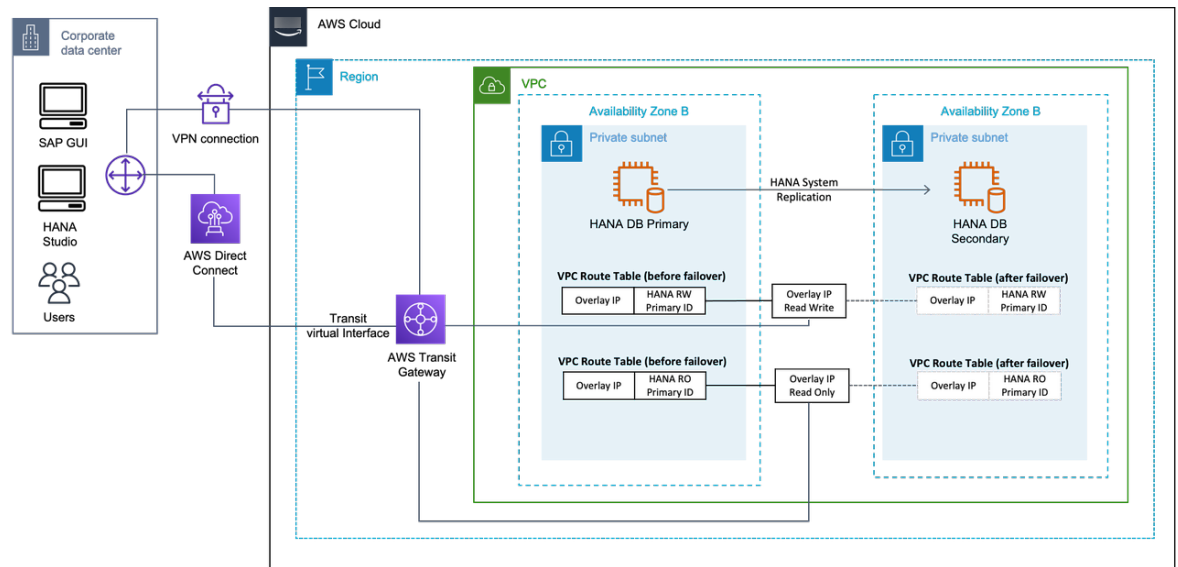 Corporate
data center
SAP GUI
HANA
Studio
Users
VPN connection
AWS Direct
Connect
AWS Cloud
Region
Transit
virtual Interface
AWS Transit
Gateway
VPC
Availability Zone B
Private subnet
HANA DB Primary
HANA System
Replication
Availability Zone B
Private subnet
HANA DB
Secondary
VPC Route Table (before failover)
Overlay IP
HANA RW
Primary ID
Overlay IP
Read Write
VPC Route Table (after failover)
Overlay IP
HANA RW
Primary ID
VPC Route Table (before failover)
Overlay IP
HANA RO
Primary ID
Overlay IP
Read Only
VPC Route Table (after failover)
Overlay IP
HANA RO
Primary ID